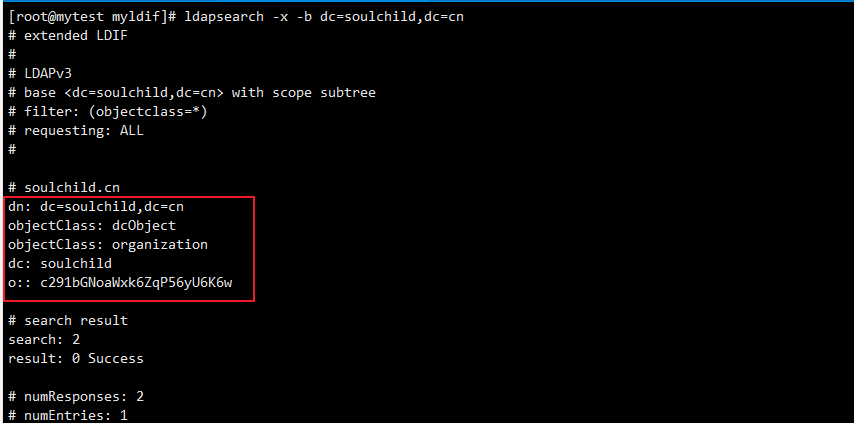 [root@mytest myldif]# ldapsearch -x -b dc=soulchild,dc=cn
# extended LDIF
#
# LDAPv3
# base <dc=soulchild,dc=cn> with scope subtree
# filter: (objectclass=*)
# requesting: ALL
#
# soulchild.cn
dn: dc=soulchild,dc=cn
objectClass: dcObject
objectClass: organization
dc: soulchild
o:: c291bGNoaWxk6ZqP56yU6K6w
# search result
search: 2
result: 0 Success
# numResponses: 2
# numEntries: 1